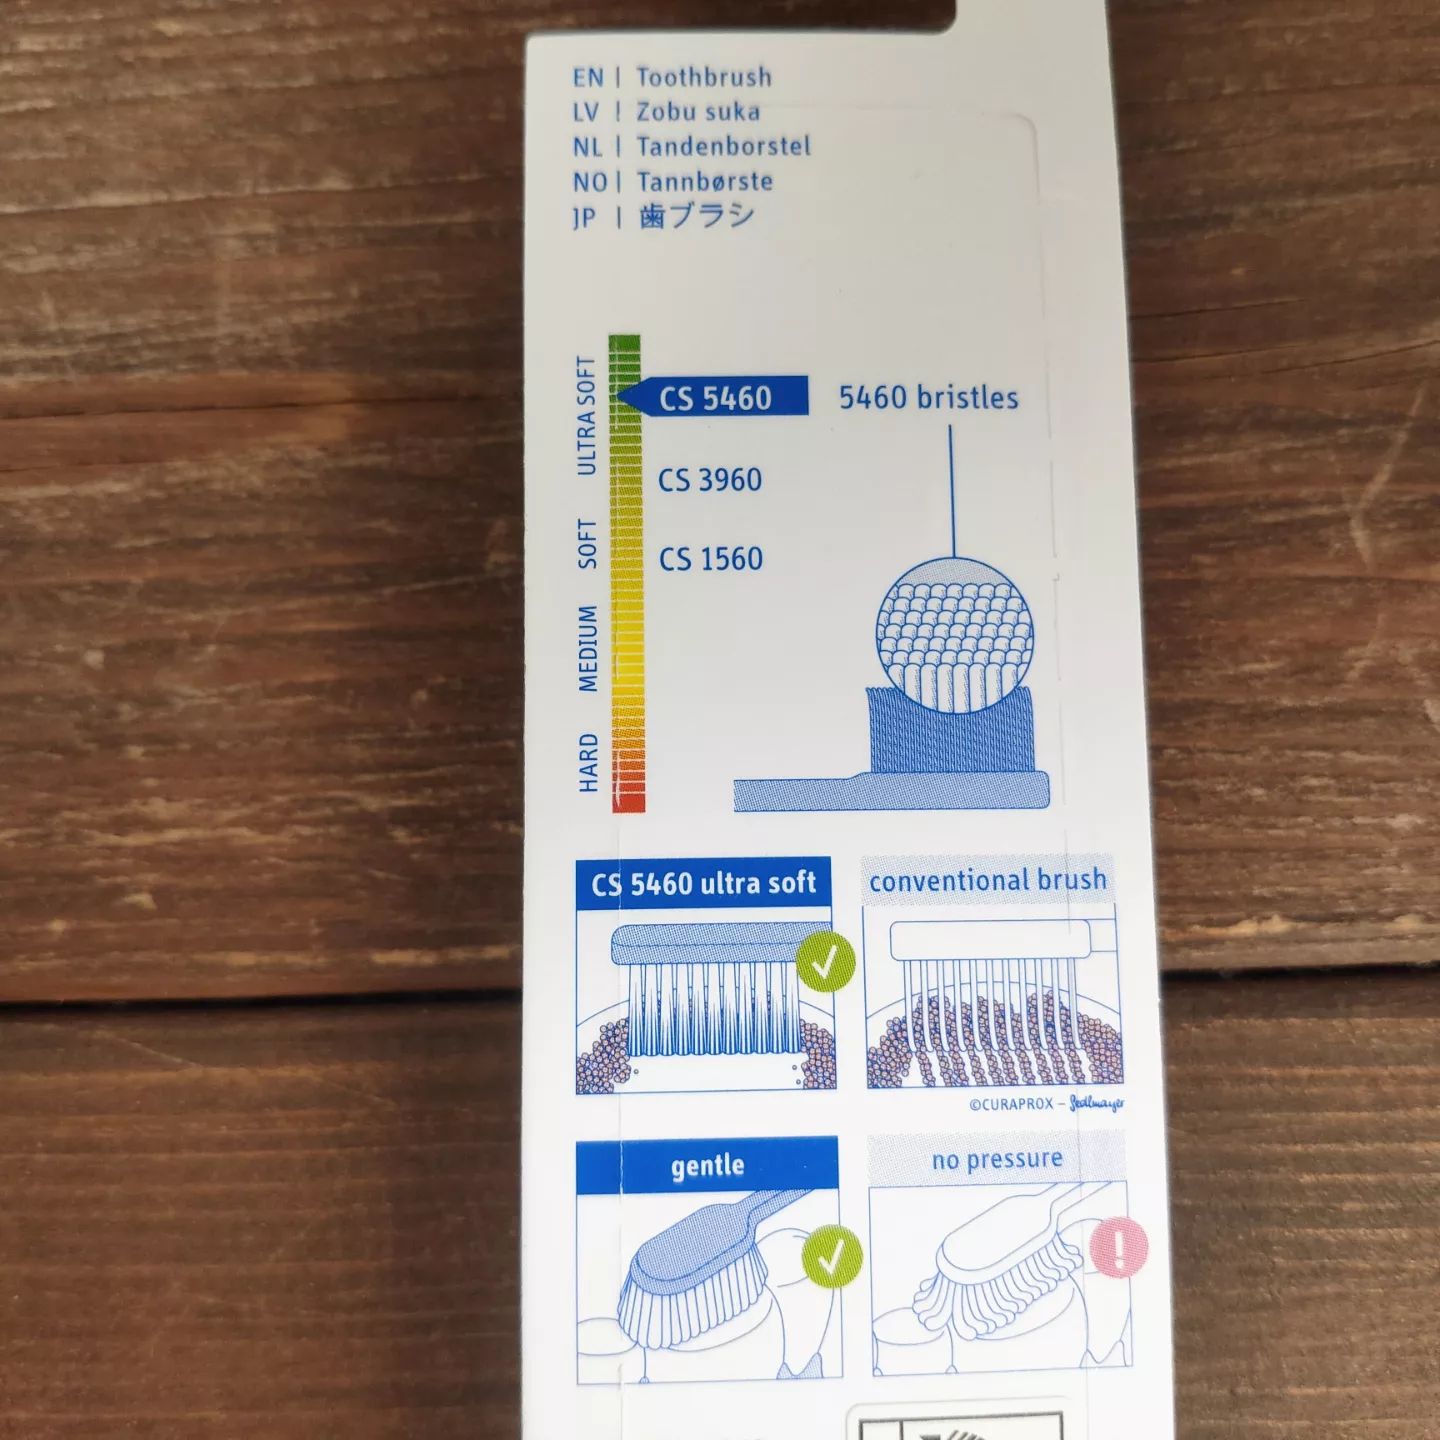 EN | Toothbrush
LV | Zobu suka
NL | Tandenborstel
NO | Tannbørste
JP | 歯ブラシ
ULTRA SOFT
SOFT
MEDIUM
HARD
CS 5460
5460 bristles
CS 3960
CS 1560
CS 5460 ultra soft
conventional brush
©CURAPROX – Sedlmayer
gentle
no pressure